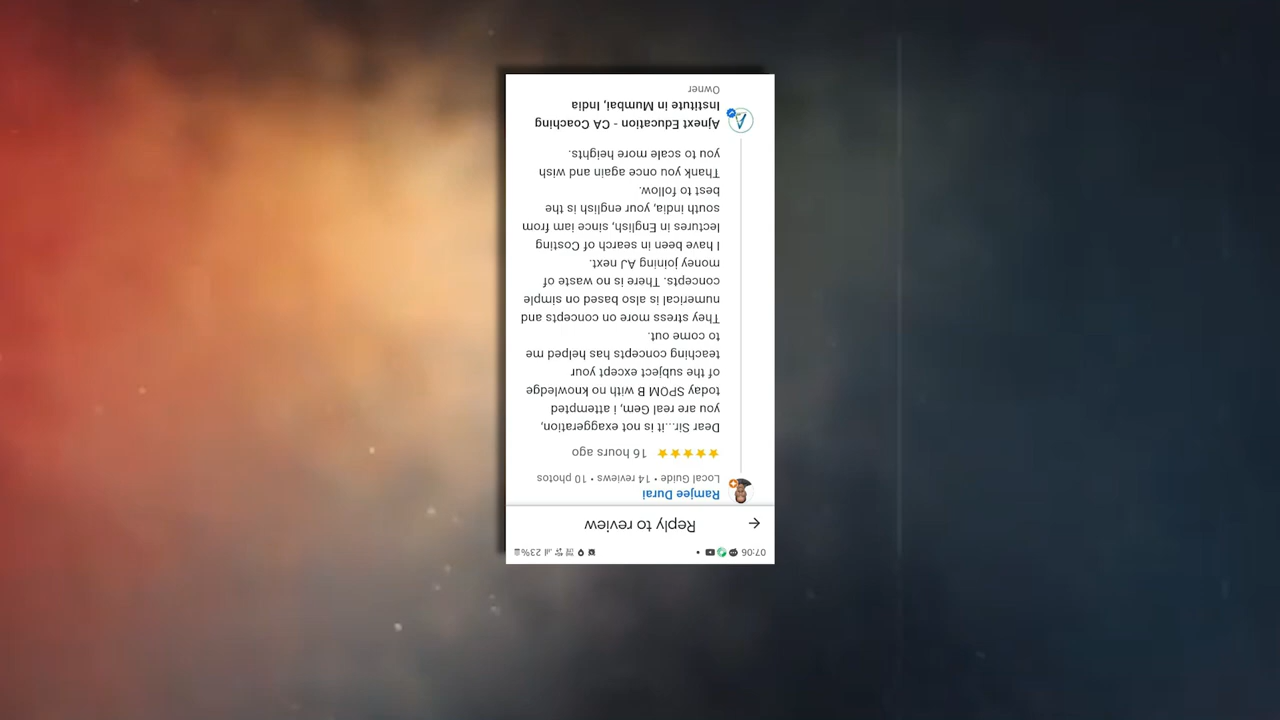 07:06 23%
Reply to review
Ramjee Durai
Local Guide • 14 reviews • 10 photos
★★★★★ 16 hours ago
Dear Sir...it is not exaggeration,
you are real Gem, i attempted
today SPOM B with no knowledge
of the subject except your
teaching concepts has helped me
to come out.
They stress more on concepts and
numerical is also based on simple
concepts. There is no waste of
money joining AJ next.
I have been in search of Costing
lectures in English, since iam from
south india, your english is the
best to follow.
Thank you once again and wish
you to scale more heights.
Ajnext Education - CA Coaching
Institute in Mumbai, India
Owner